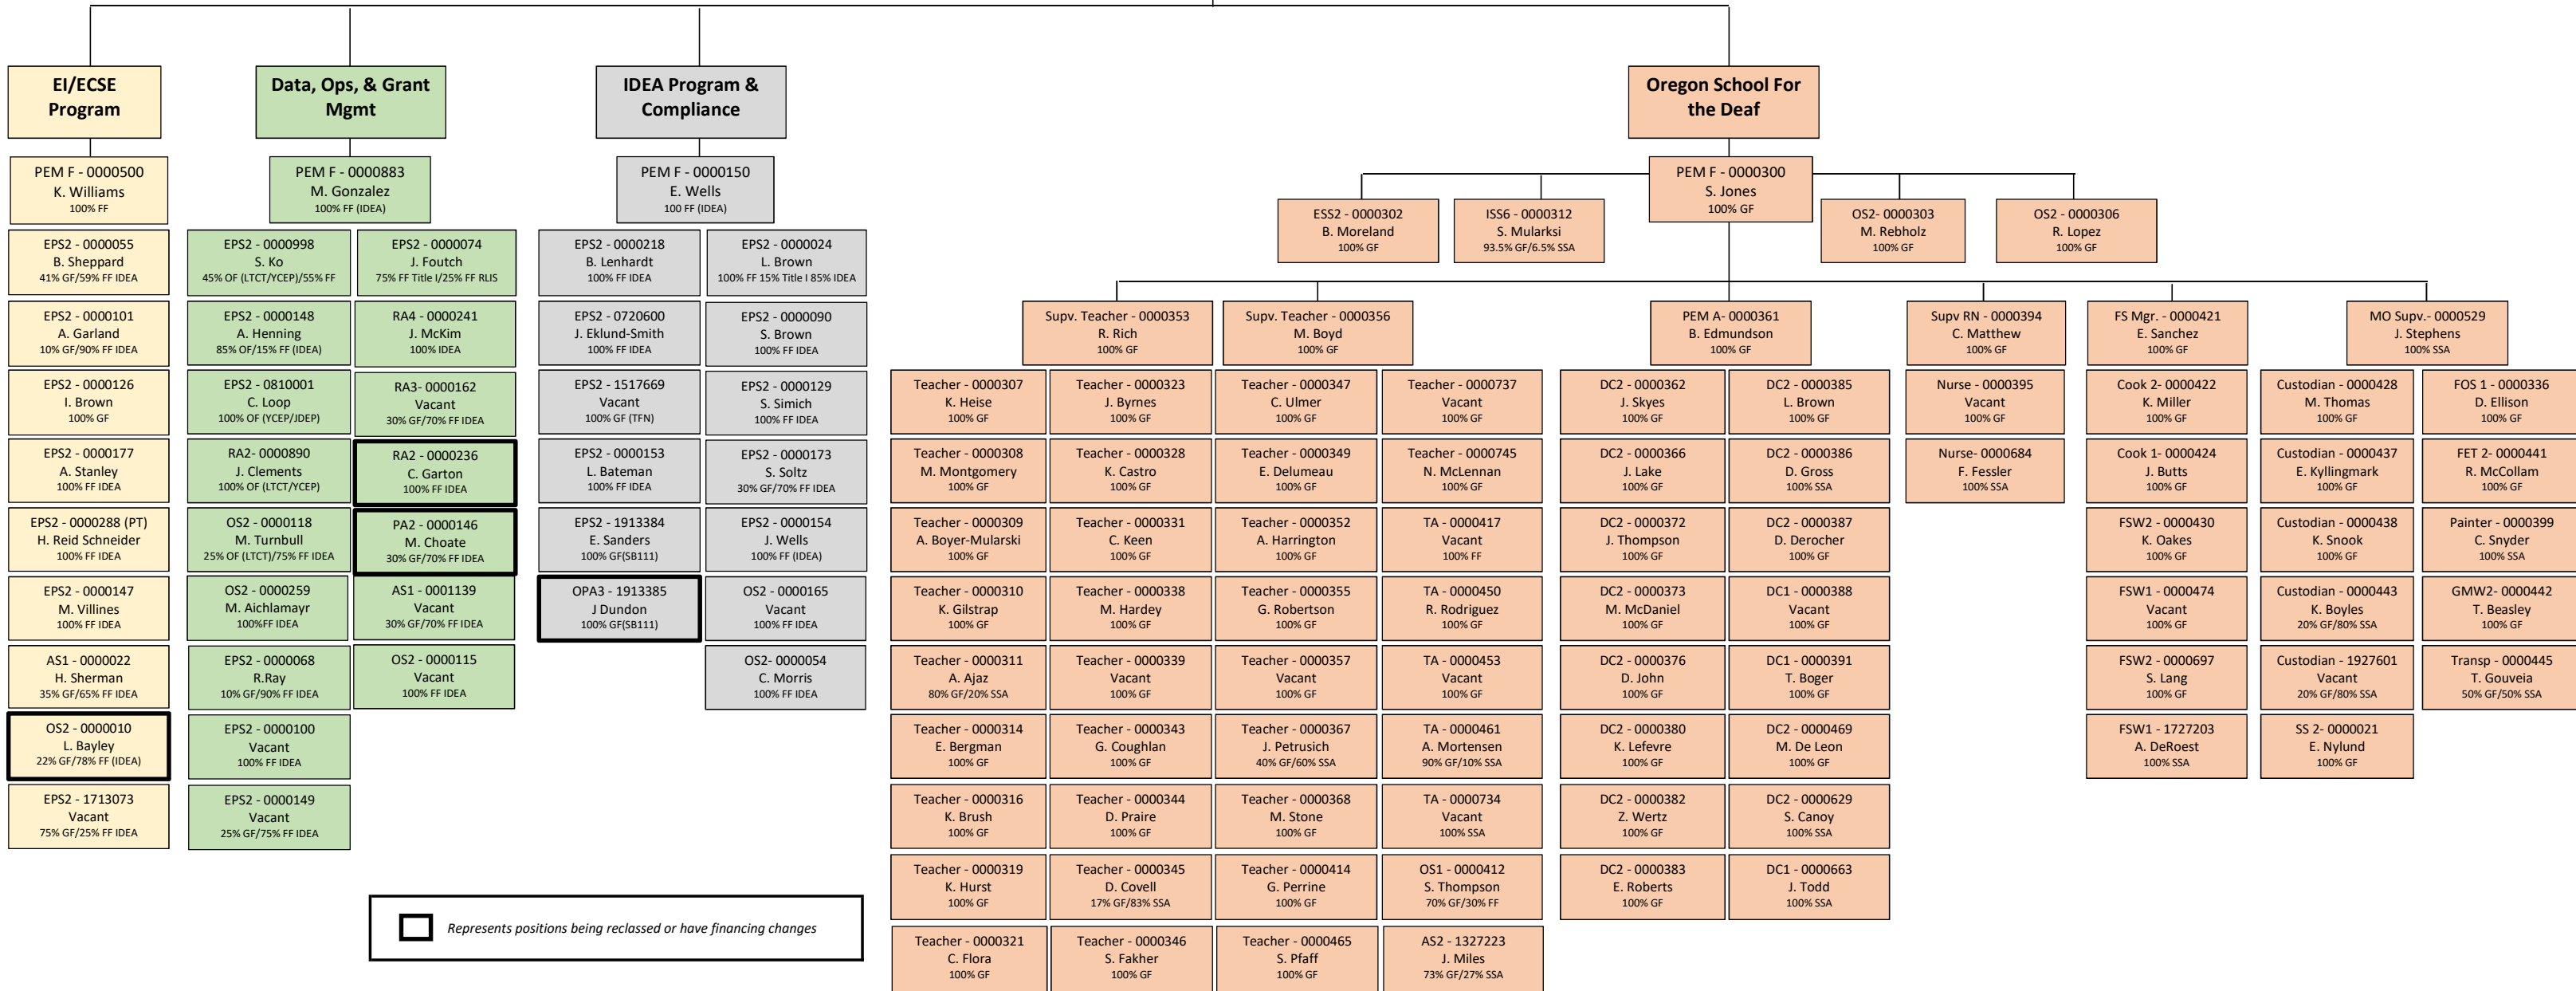 EI/ECSE
Program
PEM F - 0000500
K. Williams
100% FF
EPS2 - 0000055
B. Sheppard
41% GF/59% FF IDEA
EPS2 - 0000101
A. Garland
10% GF/90% FF IDEA
EPS2 - 0000126
I. Brown
100% GF
EPS2 - 0000177
A. Stanley
100% FF IDEA
EPS2 - 0000288 (PT)
H. Reid Schneider
100% FF IDEA
EPS2 - 0000147
M. Villines
100% FF IDEA
AS1 - 0000022
H. Sherman
35% GF/65% FF IDEA
OS2 - 0000010
L. Bayley
22% GF/78% FF (IDEA)
EPS2 - 1713073
Vacant
75% GF/25% FF IDEA
Data, Ops, & Grant
Mgmt
PEM F - 0000883
M. Gonzalez
100% FF (IDEA)
EPS2 - 0000998
S. Ko
45% OF (LTCT/YCEP)/55% FF
EPS2 - 0000148
A. Henning
85% OF/15% FF (IDEA)
EPS2 - 0810001
C. Loop
100% OF (YCEP/JDEP)
RA2- 0000890
J. Clements
100% OF (LTCT/YCEP)
OS2 - 0000118
M. Turnbull
25% OF (LTCT)/75% FF IDEA
OS2 - 0000259
M. Aichlamayr
100%FF IDEA
EPS2 - 0000068
R.Ray
10% GF/90% FF IDEA
EPS2 - 0000100
Vacant
100% FF IDEA
EPS2 - 0000149
Vacant
25% GF/75% FF IDEA
EPS2 - 0000074
J. Foutch
75% FF Title I/25% FF RLIS
RA4 - 0000241
J. McKim
100% IDEA
RA3- 0000162
Vacant
30% GF/70% FF IDEA
RA2 - 0000236
C. Garton
100% FF IDEA
PA2 - 0000146
M. Choate
30% GF/70% FF IDEA
AS1 - 0001139
Vacant
30% GF/70% FF IDEA
OS2 - 0000115
Vacant
100% FF IDEA
IDEA Program &
Compliance
PEM F - 0000150
E. Wells
100 FF (IDEA)
EPS2 - 0000218
B. Lenhardt
100% FF IDEA
EPS2 - 0720600
J. Eklund-Smith
100% FF IDEA
EPS2 - 1517669
Vacant
100% GF (TFN)
EPS2 - 0000153
L. Bateman
100% FF IDEA
EPS2 - 1913384
E. Sanders
100% GF(SB111)
OPA3 - 1913385
J Dundon
100% GF(SB111)
EPS2 - 0000024
L. Brown
100% FF 15% Title I 85% IDEA
EPS2 - 0000090
S. Brown
100% FF IDEA
EPS2 - 0000129
S. Simich
100% FF IDEA
EPS2 - 0000173
S. Soltz
30% GF/70% FF IDEA
EPS2 - 0000154
J. Wells
100% FF (IDEA)
OS2 - 0000165
Vacant
100% FF IDEA
OS2- 0000054
C. Morris
100% FF IDEA
Represents positions being reclassed or have financing changes
Oregon School For
the Deaf
PEM F - 0000300
S. Jones
100% GF
ESS2 - 0000302
B. Moreland
100% GF
ISS6 - 0000312
S. Mularksi
93.5% GF/6.5% SSA
OS2- 0000303
M. Rebholz
100% GF
OS2 - 0000306
R. Lopez
100% GF
Supv. Teacher - 0000353
R. Rich
100% GF
Supv. Teacher - 0000356
M. Boyd
100% GF
Teacher - 0000307
K. Heise
100% GF
Teacher - 0000308
M. Montgomery
100% GF
Teacher - 0000309
A. Boyer-Mularski
100% GF
Teacher - 0000310
K. Gilstrap
100% GF
Teacher - 0000311
A. Ajaz
80% GF/20% SSA
Teacher - 0000314
E. Bergman
100% GF
Teacher - 0000316
K. Brush
100% GF
Teacher - 0000319
K. Hurst
100% GF
Teacher - 0000321
C. Flora
100% GF
Teacher - 0000323
J. Byrnes
100% GF
Teacher - 0000328
K. Castro
100% GF
Teacher - 0000331
C. Keen
100% GF
Teacher - 0000338
M. Hardey
100% GF
Teacher - 0000339
Vacant
100% GF
Teacher - 0000343
G. Coughlan
100% GF
Teacher - 0000344
D. Praire
100% GF
Teacher - 0000345
D. Covell
17% GF/83% SSA
Teacher - 0000346
S. Fakher
100% GF
Teacher - 0000347
C. Ulmer
100% GF
Teacher - 0000349
E. Delumeau
100% GF
Teacher - 0000352
A. Harrington
100% GF
Teacher - 0000355
G. Robertson
100% GF
Teacher - 0000357
Vacant
100% GF
Teacher - 0000367
J. Petrusich
40% GF/60% SSA
Teacher - 0000368
M. Stone
100% GF
Teacher - 0000414
G. Perrine
100% GF
Teacher - 0000465
S. Pfaff
100% GF
Teacher - 0000737
Vacant
100% GF
Teacher - 0000745
N. McLennan
100% GF
TA - 0000417
Vacant
100% FF
TA - 0000450
R. Rodriguez
100% GF
TA - 0000453
Vacant
100% GF
TA - 0000461
A. Mortensen
90% GF/10% SSA
TA - 0000734
Vacant
100% SSA
OS1 - 0000412
S. Thompson
70% GF/30% FF
AS2 - 1327223
J. Miles
73% GF/27% SSA
PEM A- 0000361
B. Edmundson
100% GF
DC2 - 0000362
J. Skyes
100% GF
DC2 - 0000366
J. Lake
100% GF
DC2 - 0000372
J. Thompson
100% GF
DC2 - 0000373
M. McDaniel
100% GF
DC2 - 0000376
D. John
100% GF
DC2 - 0000380
K. Lefevre
100% GF
DC2 - 0000382
Z. Wertz
100% GF
DC2 - 0000383
E. Roberts
100% GF
DC2 - 0000385
L. Brown
100% GF
DC2 - 0000386
D. Gross
100% SSA
DC2 - 0000387
D. Derocher
100% GF
DC1 - 0000388
Vacant
100% GF
DC1 - 0000391
T. Boger
100% GF
DC2 - 0000469
M. De Leon
100% GF
DC2 - 0000629
S. Canoy
100% SSA
DC1 - 0000663
J. Todd
100% SSA
Supv RN - 0000394
C. Matthew
100% GF
Nurse - 0000395
Vacant
100% GF
Nurse- 0000684
F. Fessler
100% SSA
FS Mgr. - 0000421
E. Sanchez
100% GF
Cook 2- 0000422
K. Miller
100% GF
Cook 1- 0000424
J. Butts
100% GF
FSW2 - 0000430
K. Oakes
100% GF
FSW1 - 0000474
Vacant
100% GF
FSW2 - 0000697
S. Lang
100% GF
FSW1 - 1727203
A. DeRoest
100% SSA
MO Supv.- 0000529
J. Stephens
100% SSA
Custodian - 0000428
M. Thomas
100% GF
Custodian - 0000437
E. Kyllingmark
100% GF
Custodian - 0000438
K. Snook
100% GF
Custodian - 0000443
K. Boyles
20% GF/80% SSA
Custodian - 1927601
Vacant
20% GF/80% SSA
SS 2- 0000021
E. Nylund
100% GF
FOS 1 - 0000336
D. Ellison
100% GF
FET 2- 0000441
R. McCollam
100% GF
Painter - 0000399
C. Snyder
100% SSA
GMW2- 0000442
T. Beasley
100% GF
Transp - 0000445
T. Gouveia
50% GF/50% SSA